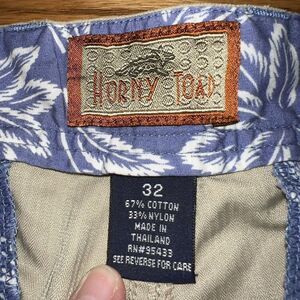 HORNY TOAD
32
67% COTTON
33% NYLON
MADE IN
THAILAND
RN#95433
SEE REVERSE FOR CARE